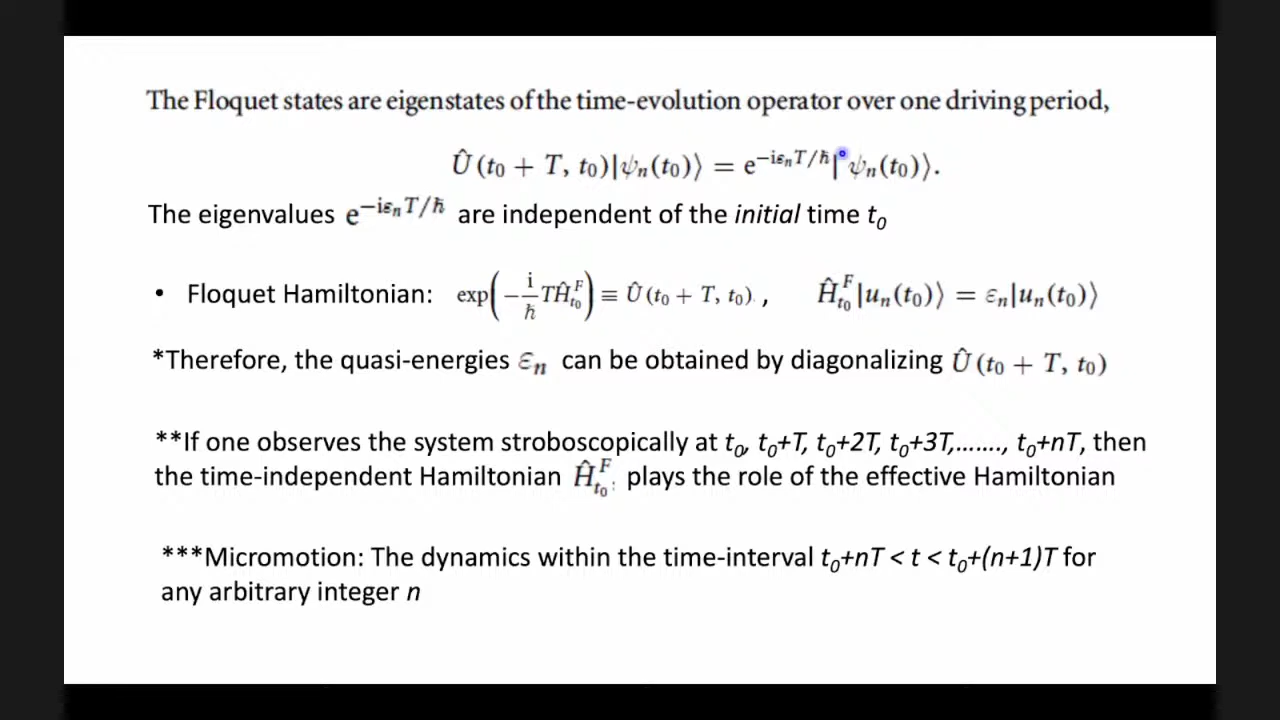 The Floquet states are eigenstates of the time-evolution operator over one driving period,
Û(t₀ + T, t₀)|ψₙ(t₀)⟩ = e^{−iεₙT/ℏ}|ψₙ(t₀)⟩.
The eigenvalues e^{−iεₙT/ℏ} are independent of the initial time t₀
• Floquet Hamiltonian: exp(−(i/ℏ)TĤ^F_{t₀}) ≡ Û(t₀ + T, t₀), Ĥ^F_{t₀}|uₙ(t₀)⟩ = εₙ|uₙ(t₀)⟩
*Therefore, the quasi-energies εₙ can be obtained by diagonalizing Û(t₀ + T, t₀)
**If one observes the system stroboscopically at t₀, t₀+T, t₀+2T, t₀+3T,......., t₀+nT, then
the time-independent Hamiltonian Ĥ^F_{t₀} plays the role of the effective Hamiltonian
***Micromotion: The dynamics within the time-interval t₀+nT < t < t₀+(n+1)T for
any arbitrary integer n